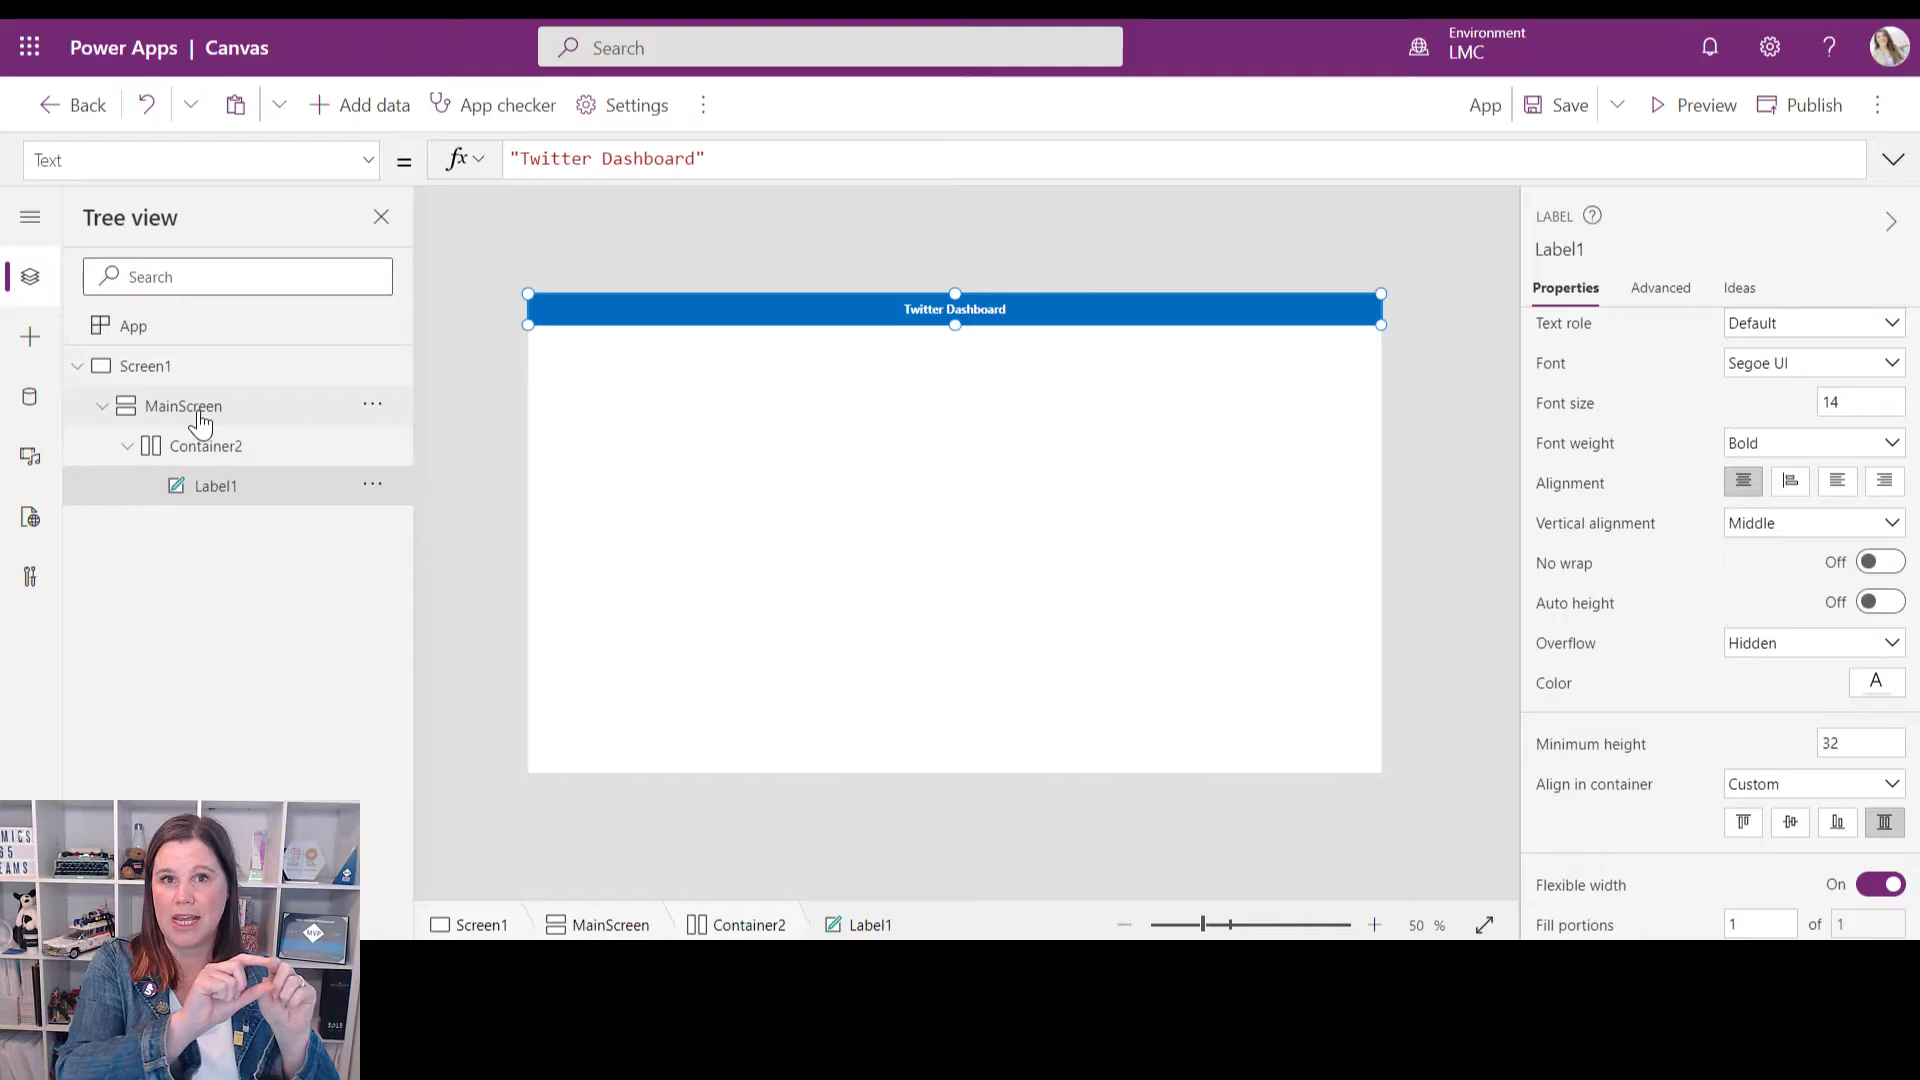 Power Apps | Canvas
Search
Environment
LMC
Back
Add data
App checker
Settings
App
Save
Preview
Publish
Text
=
fx
"Twitter Dashboard"
Tree view
Search
App
Screen1
MainScreen
Container2
Label1
Twitter Dashboard
LABEL
Label1
Properties
Advanced
Ideas
Text role
Default
Font
Segoe UI
Font size
14
Font weight
Bold
Alignment
Vertical alignment
Middle
No wrap
Off
Auto height
Off
Overflow
Hidden
Color
A
Minimum height
32
Align in container
Custom
Flexible width
On
Fill portions
1 of 1
Screen1
MainScreen
Container2
Label1
50 %
MICS
65
EAMS
MVP